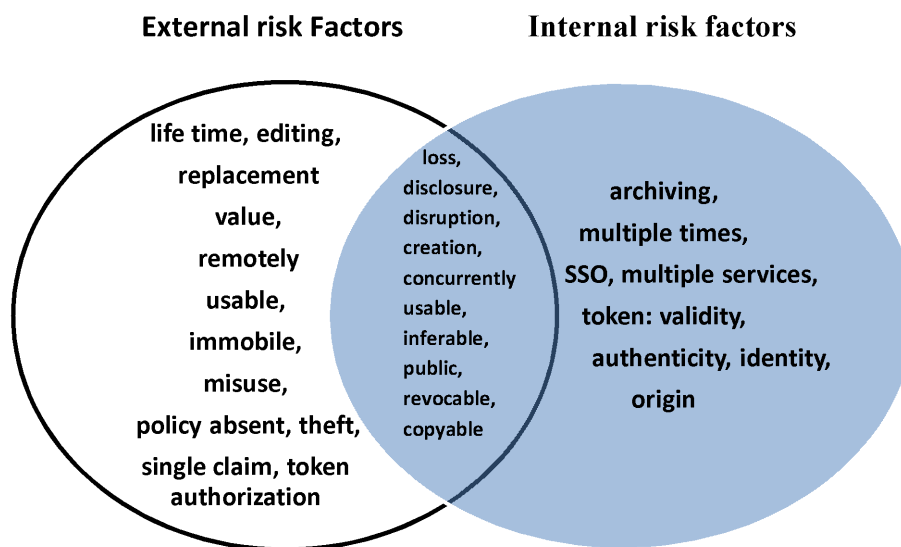 External risk Factors
Internal risk factors
life time, editing,
replacement
value,
remotely
usable,
immobile,
misuse,
policy absent, theft,
single claim, token
authorization
loss,
disclosure,
disruption,
creation,
concurrently
usable,
inferable,
public,
revocable,
copyable
archiving,
multiple times,
SSO, multiple services,
token: validity,
authenticity, identity,
origin